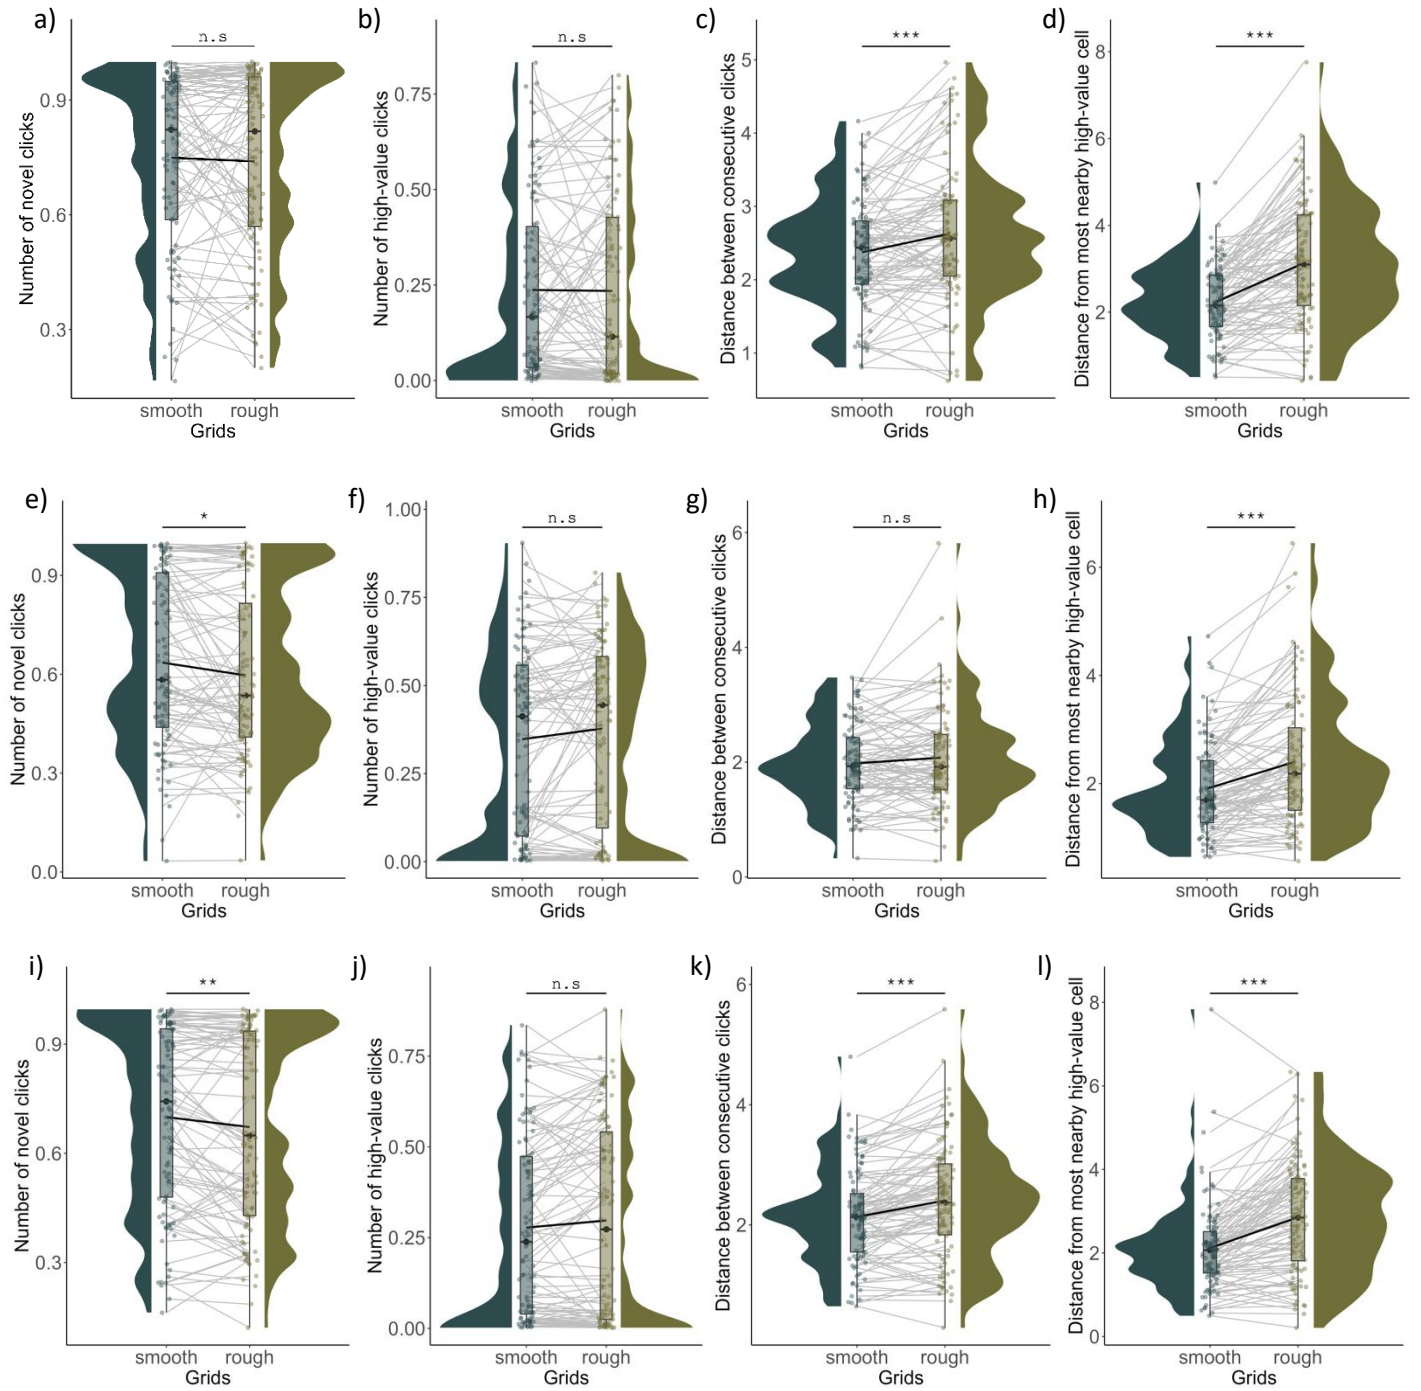 a)
n.s
Number of novel clicks
0.9
0.6
0.3
smooth rough
Grids
b)
n.s
Number of high-value clicks
0.75
0.50
0.25
0.00
smooth rough
Grids
c)
***
Distance between consecutive clicks
5
4
3
2
1
smooth rough
Grids
d)
***
Distance from most nearby high-value cell
8
6
4
2
smooth rough
Grids
e)
*
Number of novel clicks
0.9
0.6
0.3
0.0
smooth rough
Grids
f)
n.s
Number of high-value clicks
1.00
0.75
0.50
0.25
0.00
smooth rough
Grids
g)
n.s
Distance between consecutive clicks
6
4
2
0
smooth rough
Grids
h)
***
Distance from most nearby high-value cell
6
4
2
smooth rough
Grids
i)
**
Number of novel clicks
0.9
0.6
0.3
smooth rough
Grids
j)
n.s
Number of high-value clicks
0.75
0.50
0.25
0.00
smooth rough
Grids
k)
***
Distance between consecutive clicks
6
4
2
smooth rough
Grids
l)
***
Distance from most nearby high-value cell
8
6
4
2
0
smooth rough
Grids